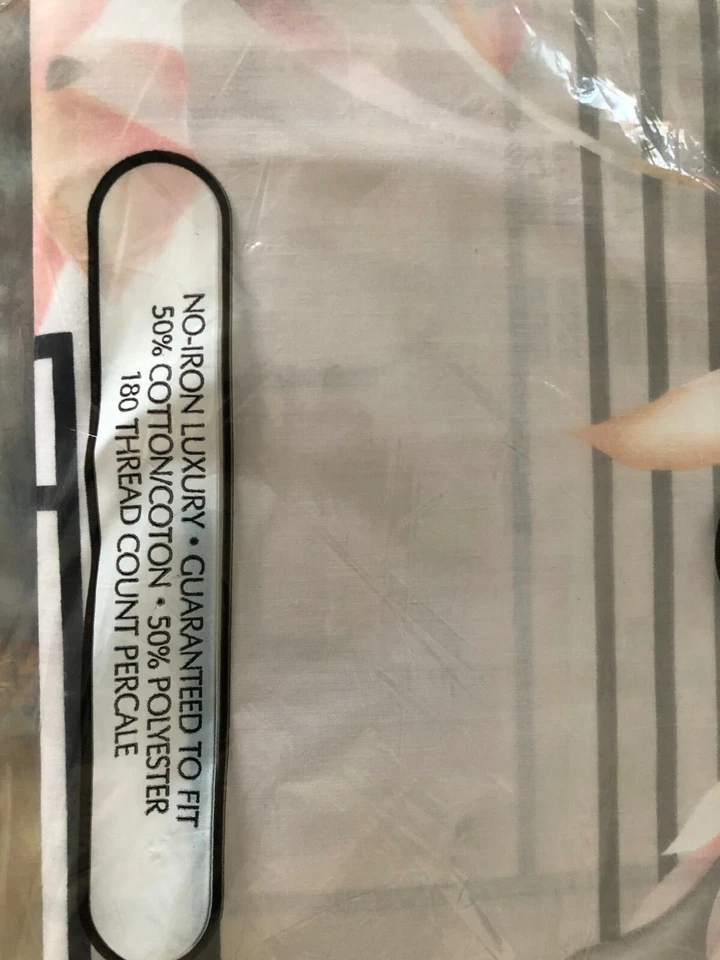 NO-IRON LUXURY • GUARANTEED TO FIT
50% COTTON/COTON • 50% POLYESTER
180 THREAD COUNT PERCALE